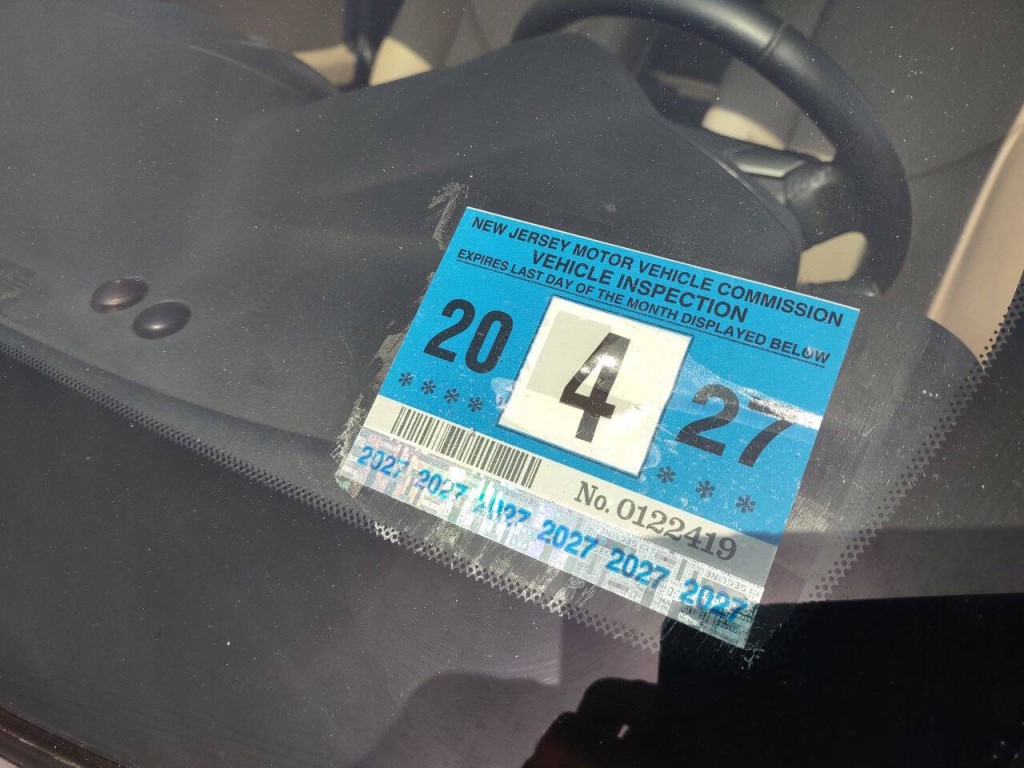 NEW JERSEY MOTOR VEHICLE COMMISSION
VEHICLE INSPECTION
EXPIRES LAST DAY OF THE MONTH DISPLAYED BELOW
20 4 27
**** ***
No. 0122419
2027 2027 2027 2027 2027 2027